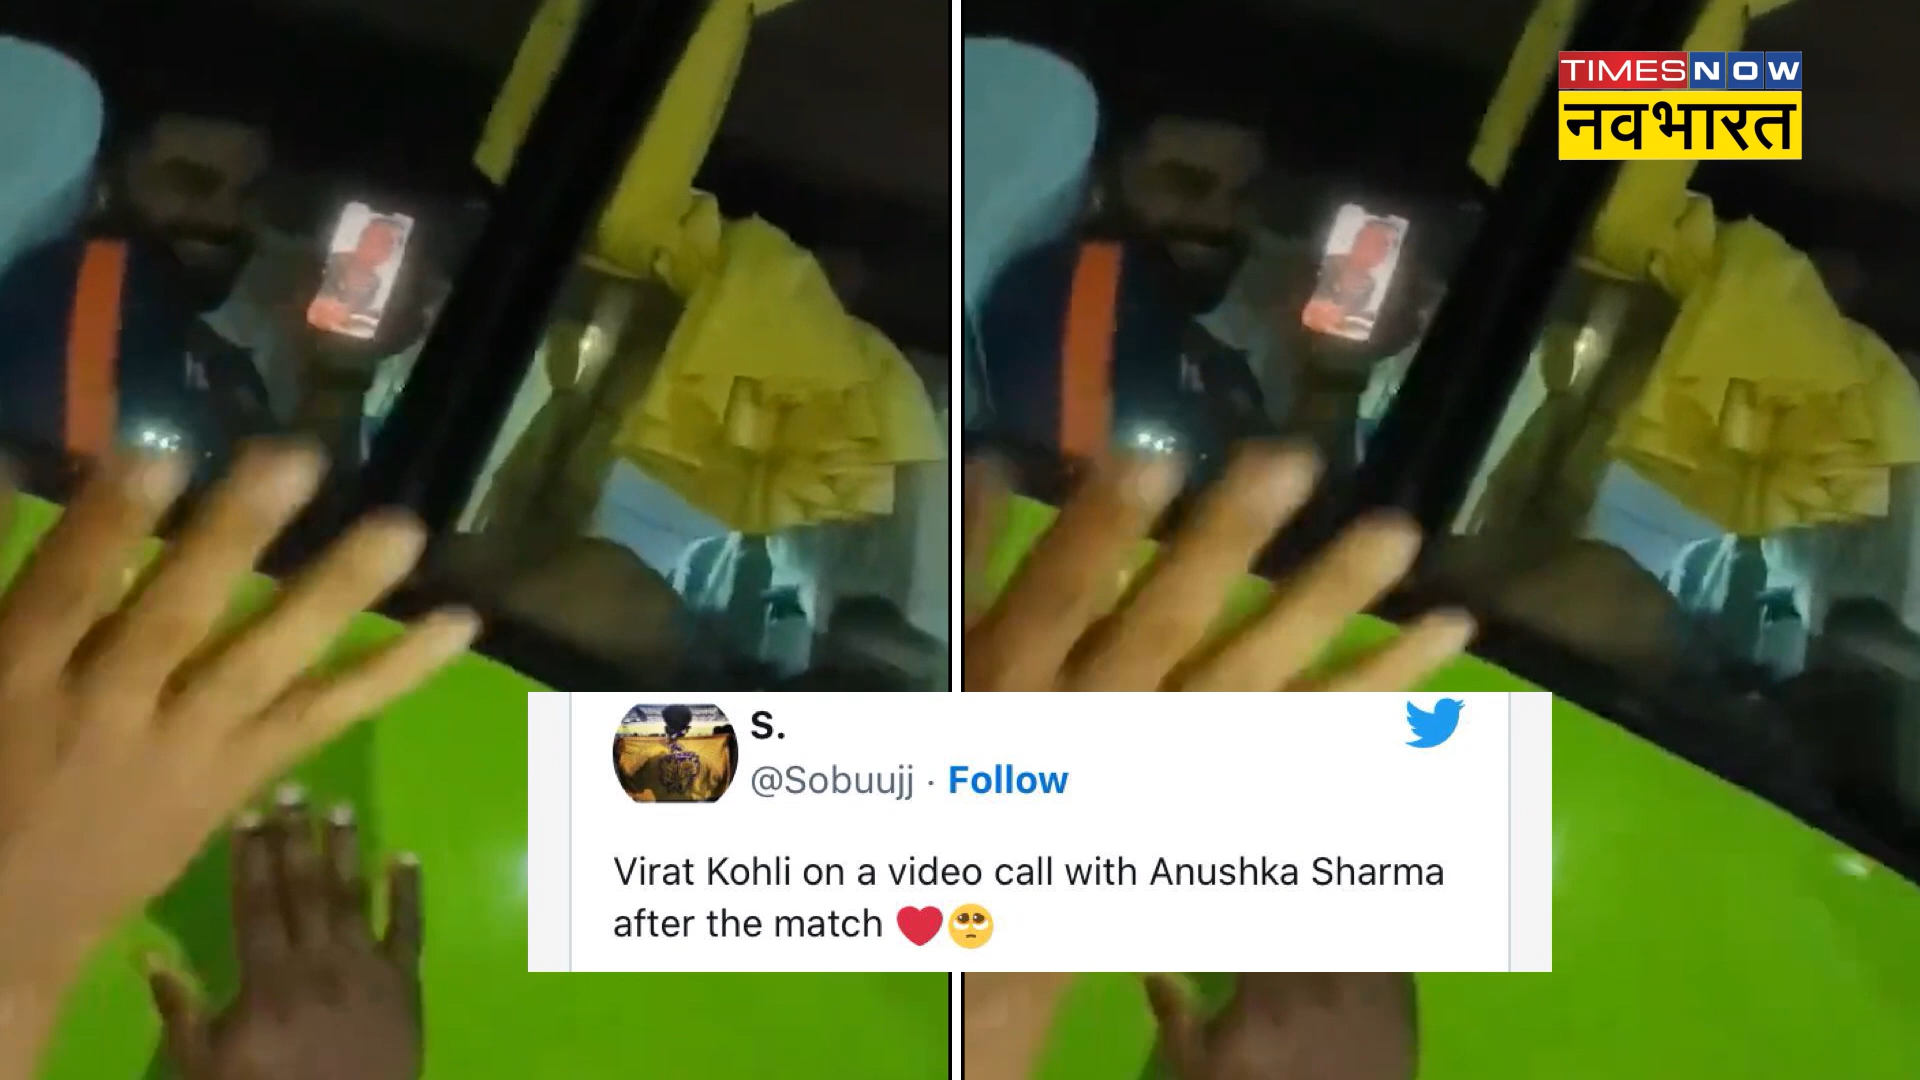 TIMES NOW
नवभारत
S.
@Sobuujj · Follow
Virat Kohli on a video call with Anushka Sharma
after the match ❤️🥺